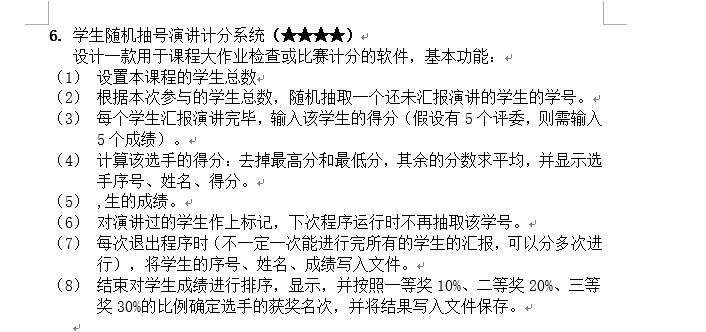 6. 学生随机抽号演讲计分系统（★★★★）
设计一款用于课程大作业检查或比赛计分的软件，基本功能：
（1） 设置本课程的学生总数
（2） 根据本次参与的学生总数，随机抽取一个还未汇报演讲的学生的学号。
（3） 每个学生汇报演讲完毕，输入该学生的得分（假设有 5 个评委，则需输入
5 个成绩）。
（4） 计算该选手的得分：去掉最高分和最低分，其余的分数求平均，并显示选
手序号、姓名、得分。
（5） ,生的成绩。
（6） 对演讲过的学生作上标记，下次程序运行时不再抽取该学号。
（7） 每次退出程序时（不一定一次能进行完所有的学生的汇报，可以分多次进
行），将学生的序号、姓名、成绩写入文件。
（8） 结束对学生成绩进行排序，显示，并按照一等奖 10%、二等奖 20%、三等
奖 30%的比例确定选手的获奖名次，并将结果写入文件保存。